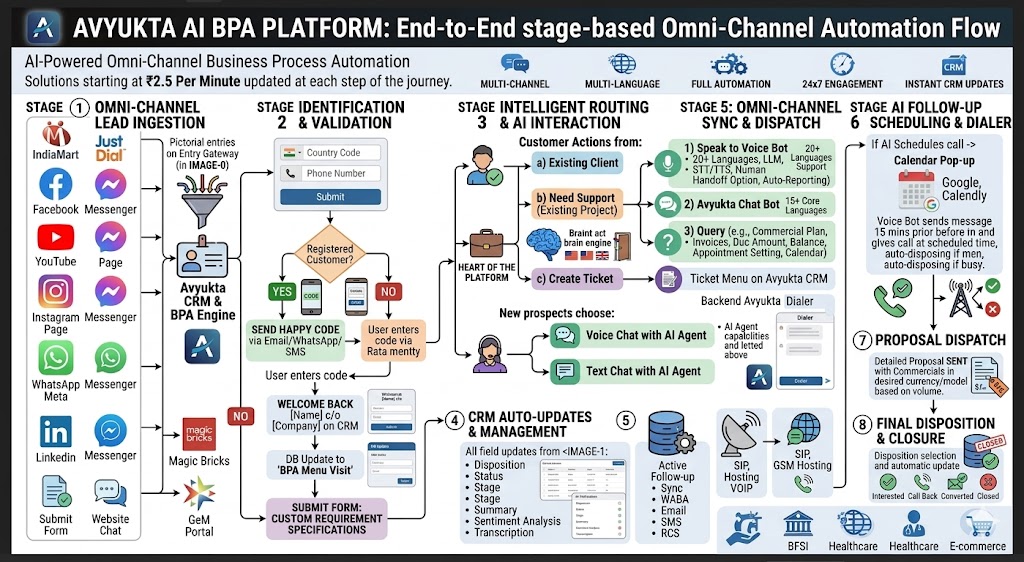 AVYUKTA AI BPA PLATFORM: End-to-End stage-based Omni-Channel Automation Flow
AI-Powered Omni-Channel Business Process Automation
Solutions starting at ₹2.5 Per Minute updated at each step of the journey.
MULTI-CHANNEL
MULTI-LANGUAGE
FULL AUTOMATION
24x7 ENGAGEMENT
CRM
INSTANT CRM UPDATES
STAGE 1 OMNI-CHANNEL
LEAD INGESTION
IndiaMart
Just
Dial
Facebook
Messenger
YouTube
Page
Instagram
Page
Messenger
WhatsApp
Meta
Messenger
in
Linkedin
Messenger
Submit
Form
Website
Chat
Pictorial entries
on Entry Gateway
(in IMAGE-0)
Avyukta
CRM &
BPA Engine
NO
magic
bricks
Magic Bricks
GeM
Portal
STAGE IDENTIFICATION
2 & VALIDATION
Country Code
Phone Number
Submit
Registered
Customer?
YES
CODE
NO
SEND HAPPY CODE
via Email/WhatsApp/
SMS
User enters
code via
Rata mentty
User enters code
WELCOME BACK
[Name] c/o
[Company] on CRM
DB Update to
'BPA Menu Visit'
SUBMIT FORM:
CUSTOM REQUIREMENT
SPECIFICATIONS
STAGE INTELLIGENT ROUTING
3 & AI INTERACTION
Customer Actions from:
a) Existing Client
b) Need Support
(Existing Project)
Braint act
brain engine
HEART OF THE
PLATFORM
c) Create Ticket
New prospects choose:
Voice Chat with AI Agent
Text Chat with AI Agent
4 CRM AUTO-UPDATES
& MANAGEMENT
All field updates from <IMAGE-1:
• Disposition
• Status
• Stage
• Stage
• Summary
• Sentiment Analysis
• Transcription
5
Active
Follow-up
• Sync
• WABA
• Email
• SMS
• RCS
STAGE 5: OMNI-CHANNEL
SYNC & DISPATCH
1) Speak to Voice Bot
• 20+ Languages, LLM,
• STT/TTS, Numan
Handoff Option, Auto-Reporting)
20+
Languages
Support
2) Avyukta Chat Bot
15+ Core
Languages
3) Query (e.g., Commercial Plan,
• Invoices, Duc Amount, Balance,
Appointment Setting, Calendar)
Ticket Menu on Avyukta CRM
Backend Avyukta Dialer
• AI Agent
capalcities
and letted
above
Dialer
Dialer
SIP,
Hosting
VOIP
SIP,
GSM Hosting
STAGE AI FOLLOW-UP
6 SCHEDULING & DIALER
If AI Schedules call ->
Calendar Pop-up
Google,
Calendly
Voice Bot sends message
15 mins prior before in and
gives call at scheduled time,
auto-disposing if men,
auto-disposing if busy.
7 PROPOSAL DISPATCH
Detailed Proposal SENT
with Commercials in
desired currency/model
based on volume.
8 FINAL DISPOSITION
& CLOSURE
Disposition selection
and automatic update
CLOSED
Interested
Call Back
Converted
Closed
BFSI
Healthcare
Healthcare
E-commerce